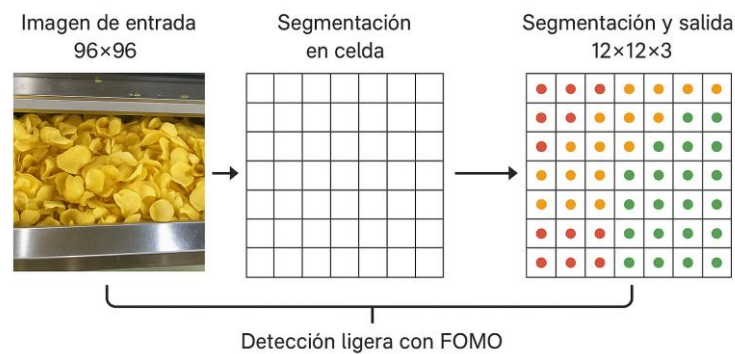 Imagen de entrada
96×96
Segmentación
en celda
Segmentación y salida
12×12×3
Detección ligera con FOMO